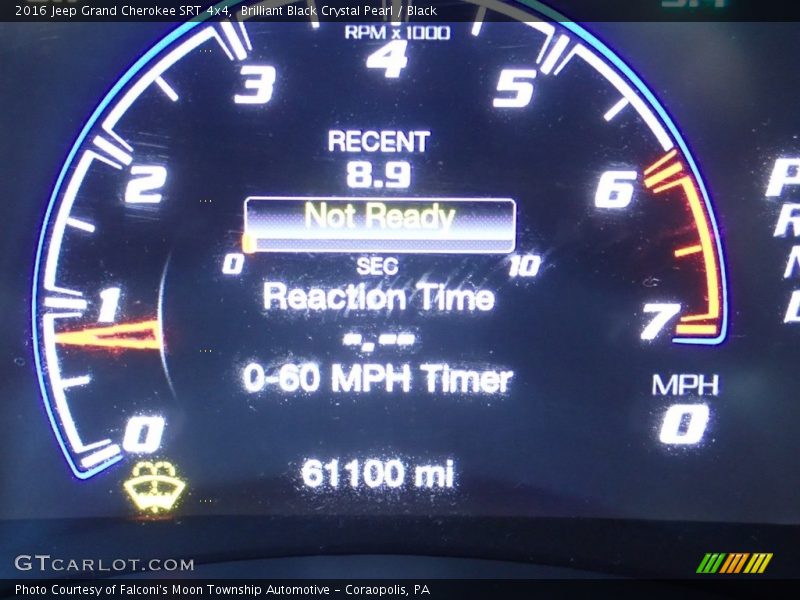 2016 Jeep Grand Cherokee SRT 4x4, Brilliant Black Crystal Pearl / Black
RPM x 1000
3 4 5
RECENT
2 8.9 6
Not Ready
0 SEC 10
1 Reaction Time 7
-.--
0-60 MPH Timer MPH
0 0
61100 mi
P
R
N
GTCARLOT.COM
Photo Courtesy of Falconi's Moon Township Automotive - Coraopolis, PA